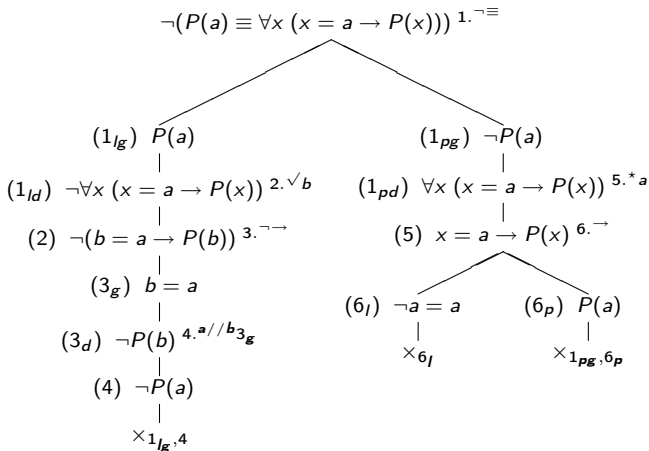 ¬(P(a) ≡ ∀x (x = a → P(x))) 1.¬≡
(1lg) P(a)
(1pg) ¬P(a)
(1ld) ¬∀x (x = a → P(x)) 2.√b
(1pd) ∀x (x = a → P(x)) 5.*a
(2) ¬(b = a → P(b)) 3.¬→
(5) x = a → P(x) 6.→
(3g) b = a
(6l) ¬a = a
(6p) P(a)
(3d) ¬P(b) 4.a//b3g
×6l
×1pg,6p
(4) ¬P(a)
×1lg,4